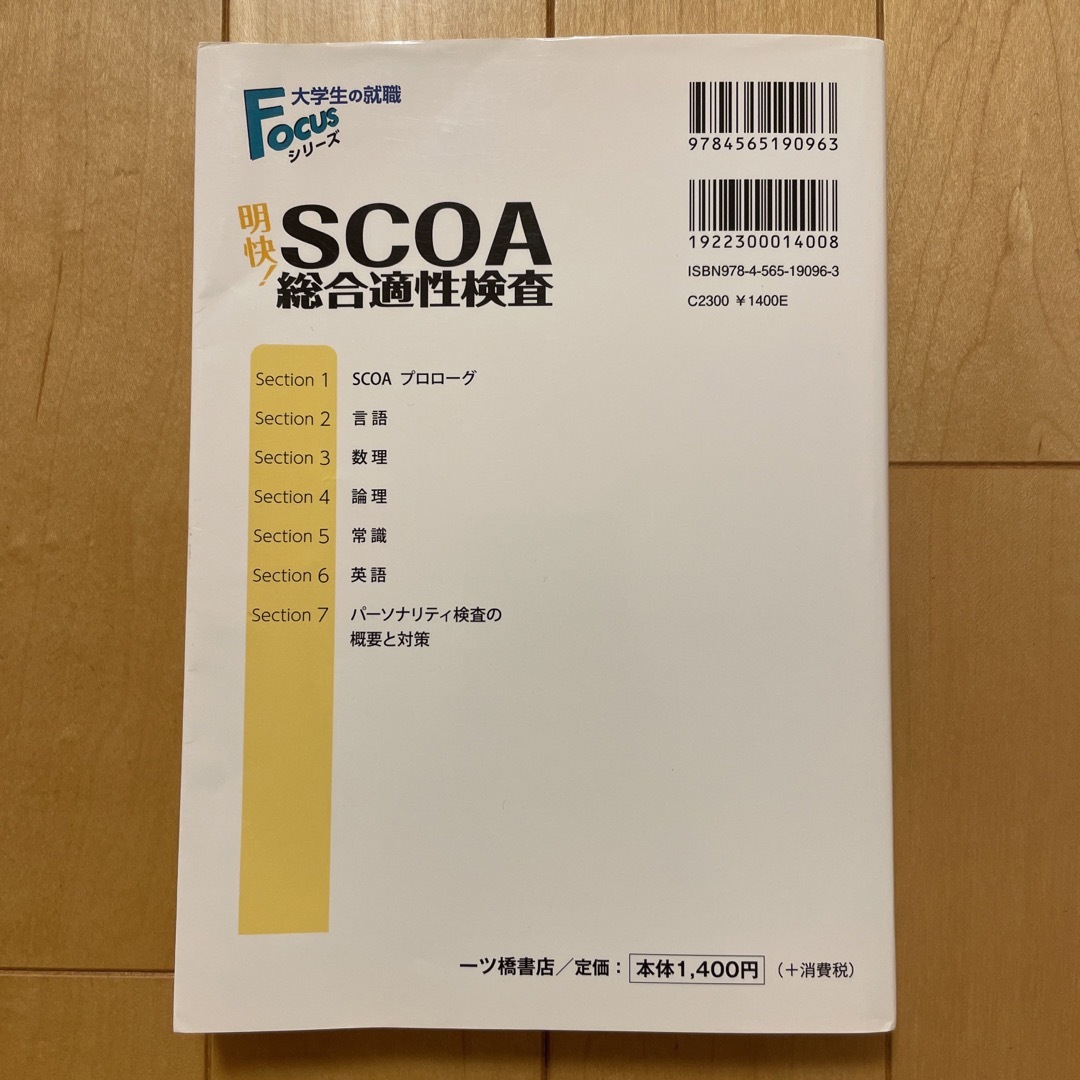 大学生の就職
Focus
シリーズ
9784565190963
1922300014008
ISBN978-4-565-19096-3
C2300 ￥1400E
明快!
SCOA
総合適性検査
Section 1 SCOA プロローグ
Section 2 言語
Section 3 数理
Section 4 論理
Section 5 常識
Section 6 英語
Section 7 パーソナリティ検査の
概要と対策
一ツ橋書店／定価： 本体1,400円 （＋消費税）